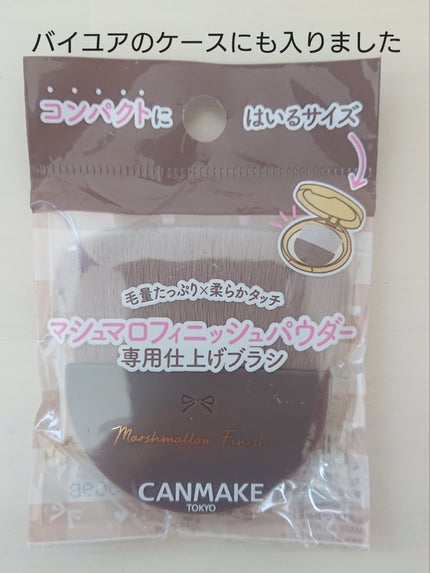 バイユアのケースにも入りました
コンパクトに
はいるサイズ
毛量たっぷり×柔らかタッチ
マシュマロフィニッシュパウダー
専用仕上げブラシ
Marshmallow Finish
CANMAKE
TOKYO